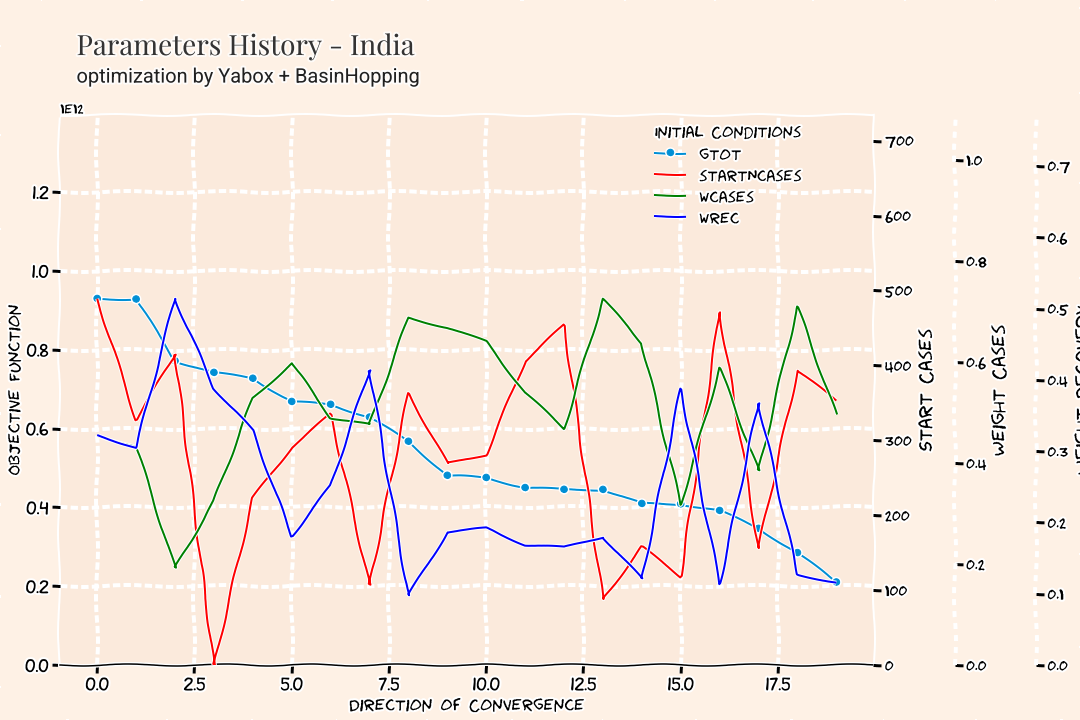 Parameters History - India
optimization by Yabox + BasinHopping
1E12
INITIAL CONDITIONS
GTOT
STARTNCASES
WCASES
WREC
1.2
1.0
0.8
0.6
0.4
0.2
0.0
OBJECTIVE FUNCTION
0.0 2.5 5.0 7.5 10.0 12.5 15.0 17.5
DIRECTION OF CONVERGENCE
700
600
500
400
300
200
100
0
START CASES
1.0
0.8
0.6
0.4
0.2
0.0
WEIGHT CASES
0.7
0.6
0.5
0.4
0.3
0.2
0.1
0.0